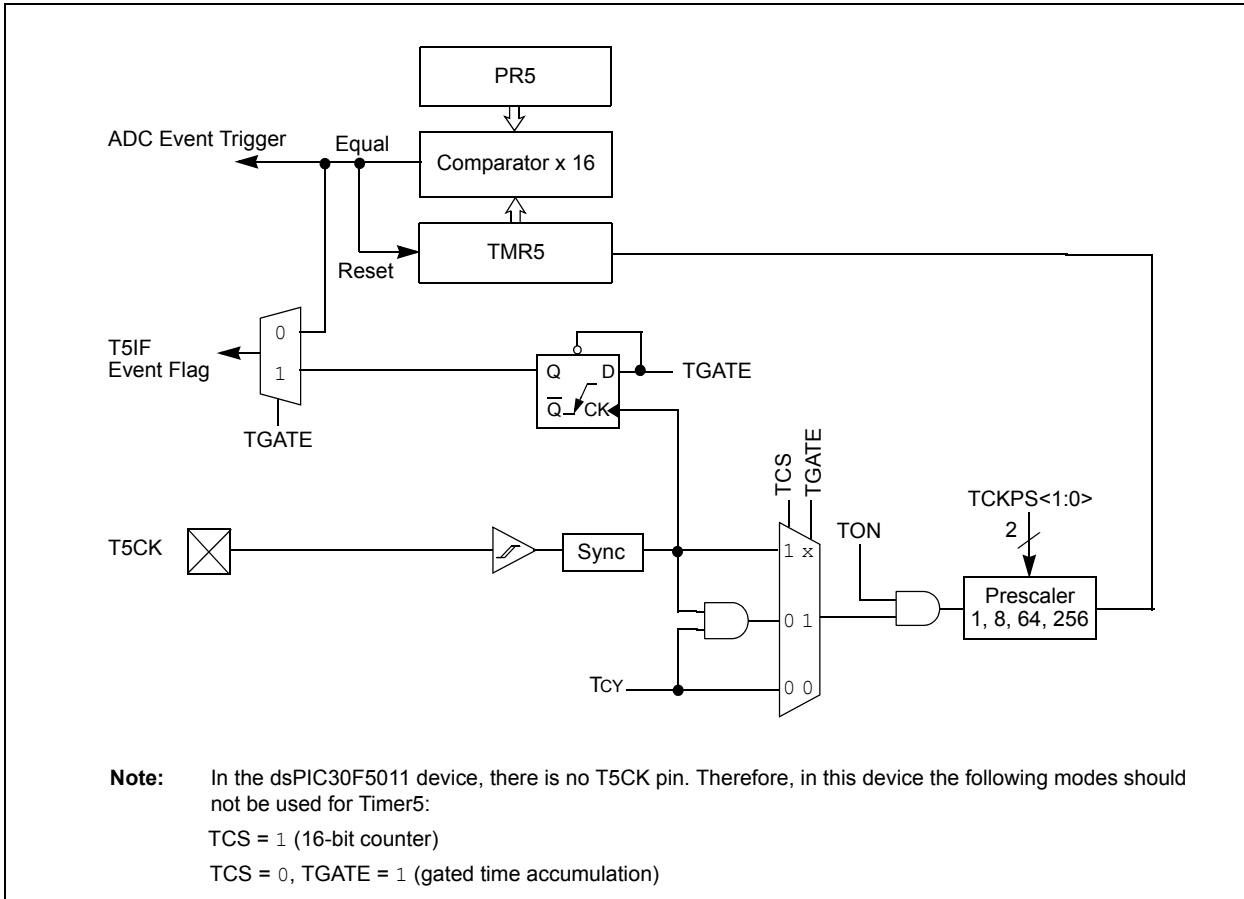 PR5
ADC Event Trigger
Equal
Comparator x 16
TMR5
Reset
0
T5IF
Event Flag
1
Q D
TGATE
Q CK
TGATE
TCS
TGATE
TCKPS<1:0>
2
TON
T5CK
Sync
1 x
Prescaler
1, 8, 64, 256
0 1
TCY
0 0
Note: In the dsPIC30F5011 device, there is no T5CK pin. Therefore, in this device the following modes should
not be used for Timer5:
TCS = 1 (16-bit counter)
TCS = 0, TGATE = 1 (gated time accumulation)